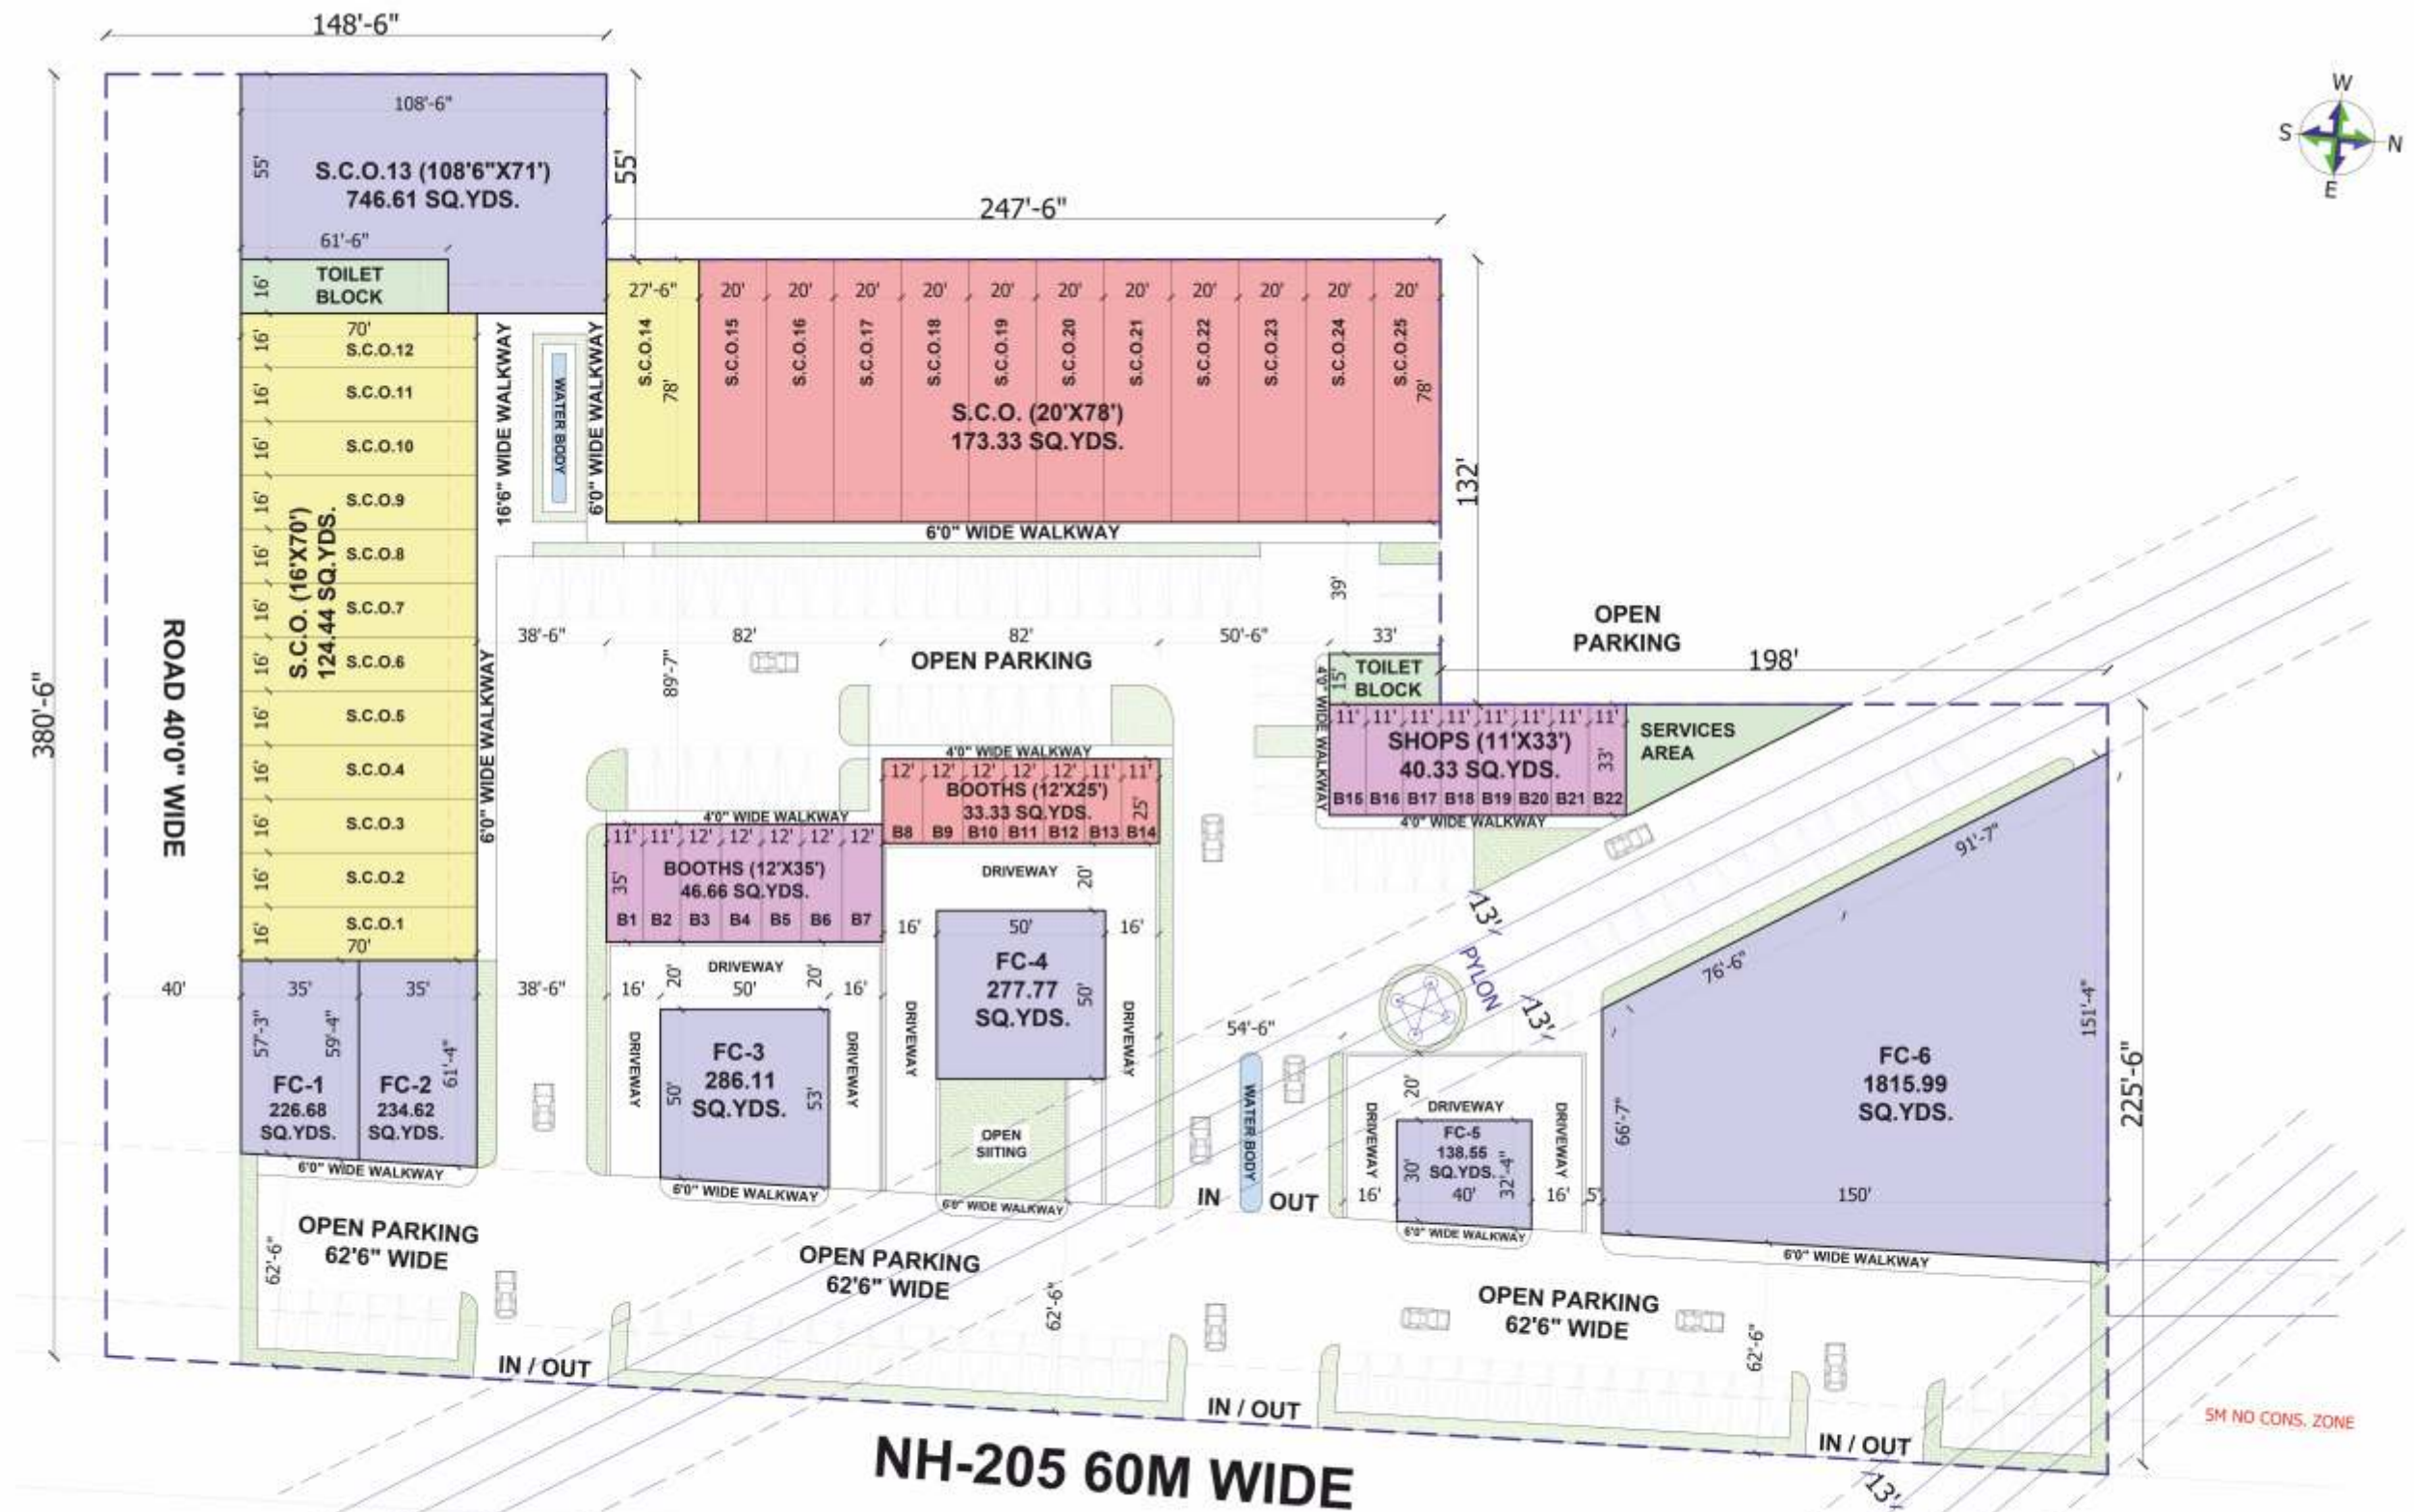 148'-6"
W
S
N
E
108'-6"
55'
S.C.O.13 (108'6"X71')
746.61 SQ.YDS.
55'
61'-6"
16'
TOILET
BLOCK
247'-6"
27'-6"
20'
20'
20'
20'
20'
20'
20'
20'
20'
20'
20'
S.C.O.14
78'
S.C.O.15
S.C.O.16
S.C.O.17
S.C.O.18
S.C.O.19
S.C.O.20
S.C.O.21
S.C.O.22
S.C.O.23
S.C.O.24
S.C.O.25
78'
S.C.O. (20'X78')
173.33 SQ.YDS.
6'0" WIDE WALKWAY
132'
16'6" WIDE WALKWAY
WATER BODY
6'0" WIDE WALKWAY
380'-6"
ROAD 40'0" WIDE
70'
16'
S.C.O.12
16'
S.C.O.11
16'
S.C.O.10
16'
S.C.O.9
16'
S.C.O.8
16'
S.C.O.7
16'
S.C.O.6
16'
S.C.O.5
16'
S.C.O.4
16'
S.C.O.3
16'
S.C.O.2
16'
S.C.O.1
70'
S.C.O. (16'X70')
124.44 SQ.YDS.
6'0" WIDE WALKWAY
38'-6"
82'
82'
50'-6"
33'
39'
89'-7"
OPEN PARKING
OPEN
PARKING
198'
15'
TOILET
BLOCK
4'0" WIDE WALKWAY
11'
11'
11'
11'
11'
11'
11'
11'
SHOPS (11'X33')
40.33 SQ.YDS.
33'
B15
B16
B17
B18
B19
B20
B21
B22
4'0" WIDE WALKWAY
SERVICES
AREA
4'0" WIDE WALKWAY
12'
12'
12'
12'
12'
11'
11'
BOOTHS (12'X25')
33.33 SQ.YDS.
25'
B8
B9
B10
B11
B12
B13
B14
4'0" WIDE WALKWAY
11'
11'
12'
12'
12'
12'
12'
35'
BOOTHS (12'X35')
46.66 SQ.YDS.
B1
B2
B3
B4
B5
B6
B7
DRIVEWAY
20'
16'
50'
16'
FC-4
277.77
SQ.YDS.
50'
DRIVEWAY
DRIVEWAY
OPEN
SIITING
6'0" WIDE WALKWAY
40'
35'
35'
38'-6"
57'-3"
59'-4"
61'-4"
FC-1
226.68
SQ.YDS.
FC-2
234.62
SQ.YDS.
6'0" WIDE WALKWAY
16'
20'
DRIVEWAY
50'
20'
16'
DRIVEWAY
DRIVEWAY
FC-3
286.11
SQ.YDS.
50'
53'
6'0" WIDE WALKWAY
13'
PYLON
13'
54'-6"
WATER BODY
IN
OUT
20'
DRIVEWAY
DRIVEWAY
DRIVEWAY
FC-5
138.55
SQ.YDS.
30'
32'-4"
16'
40'
16'
5'
6'0" WIDE WALKWAY
91'-7"
76'-6"
66'-7"
151'-4"
FC-6
1815.99
SQ.YDS.
150'
6'0" WIDE WALKWAY
225'-6"
OPEN PARKING
62'6" WIDE
62'-6"
OPEN PARKING
62'6" WIDE
62'-6"
OPEN PARKING
62'6" WIDE
62'-6"
IN / OUT
IN / OUT
IN / OUT
13'
5M NO CONS. ZONE
NH-205 60M WIDE